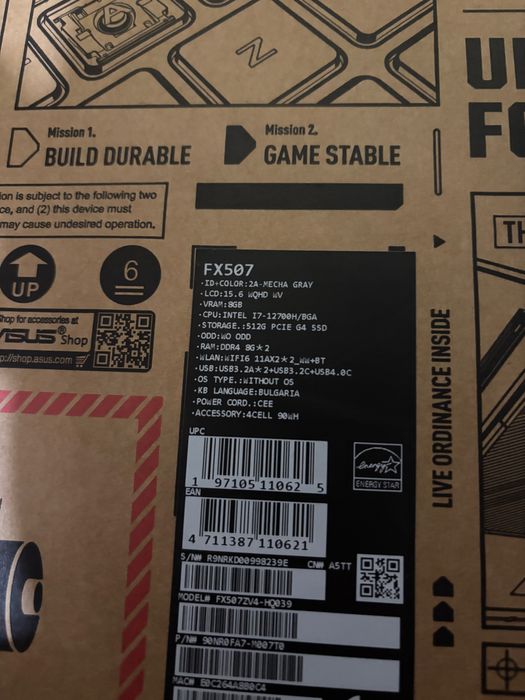 Z
U
FO
Mission 1.
BUILD DURABLE
Mission 2.
GAME STABLE
ion is subject to the following two
ce, and (2) this device must
may cause undesired operation.
TH
UP
6
Shop for accessories at
ASUS® Shop
p://shop.asus.com
LIVE ORDINANCE INSIDE
FX507
·ID+COLOR:2A-MECHA GRAY
·LCD:15.6 WQHD WV
·VRAM:8GB
·CPU:INTEL I7-12700H/BGA
·STORAGE.:512G PCIE G4 SSD
·ODD:WO ODD
·RAM:DDR4 8G*2
·WLAN:WIFI6 11AX2*2_WW+BT
·USB:USB3.2A*2+USB3.2C+USB4.0C
·OS TYPE.:WITHOUT OS
·KB LANGUAGE:BULGARIA
·POWER CORD.:CEE
·ACCESSORY:4CELL 90WH
UPC
1 97105 11062 5
energy
ENERGY STAR
EAN
4 711387 110621
S/N# R9NRKD00998239E CN# A5TT
MODEL# FX507ZV4-HQ039
P/N# 90NR0FA7-M007T0
MAC# E0C264A8B0C4